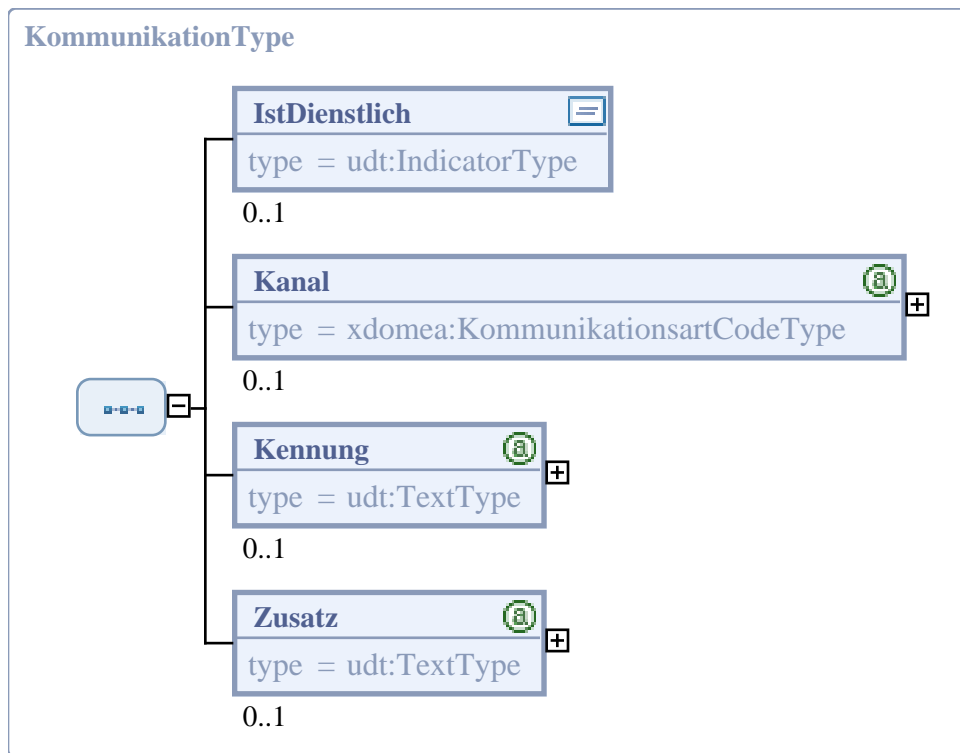 KommunikationType
IstDienstlich
type = udt:IndicatorType
0..1
Kanal
type = xdomea:KommunikationsartCodeType
0..1
Kennung
type = udt:TextType
0..1
Zusatz
type = udt:TextType
0..1